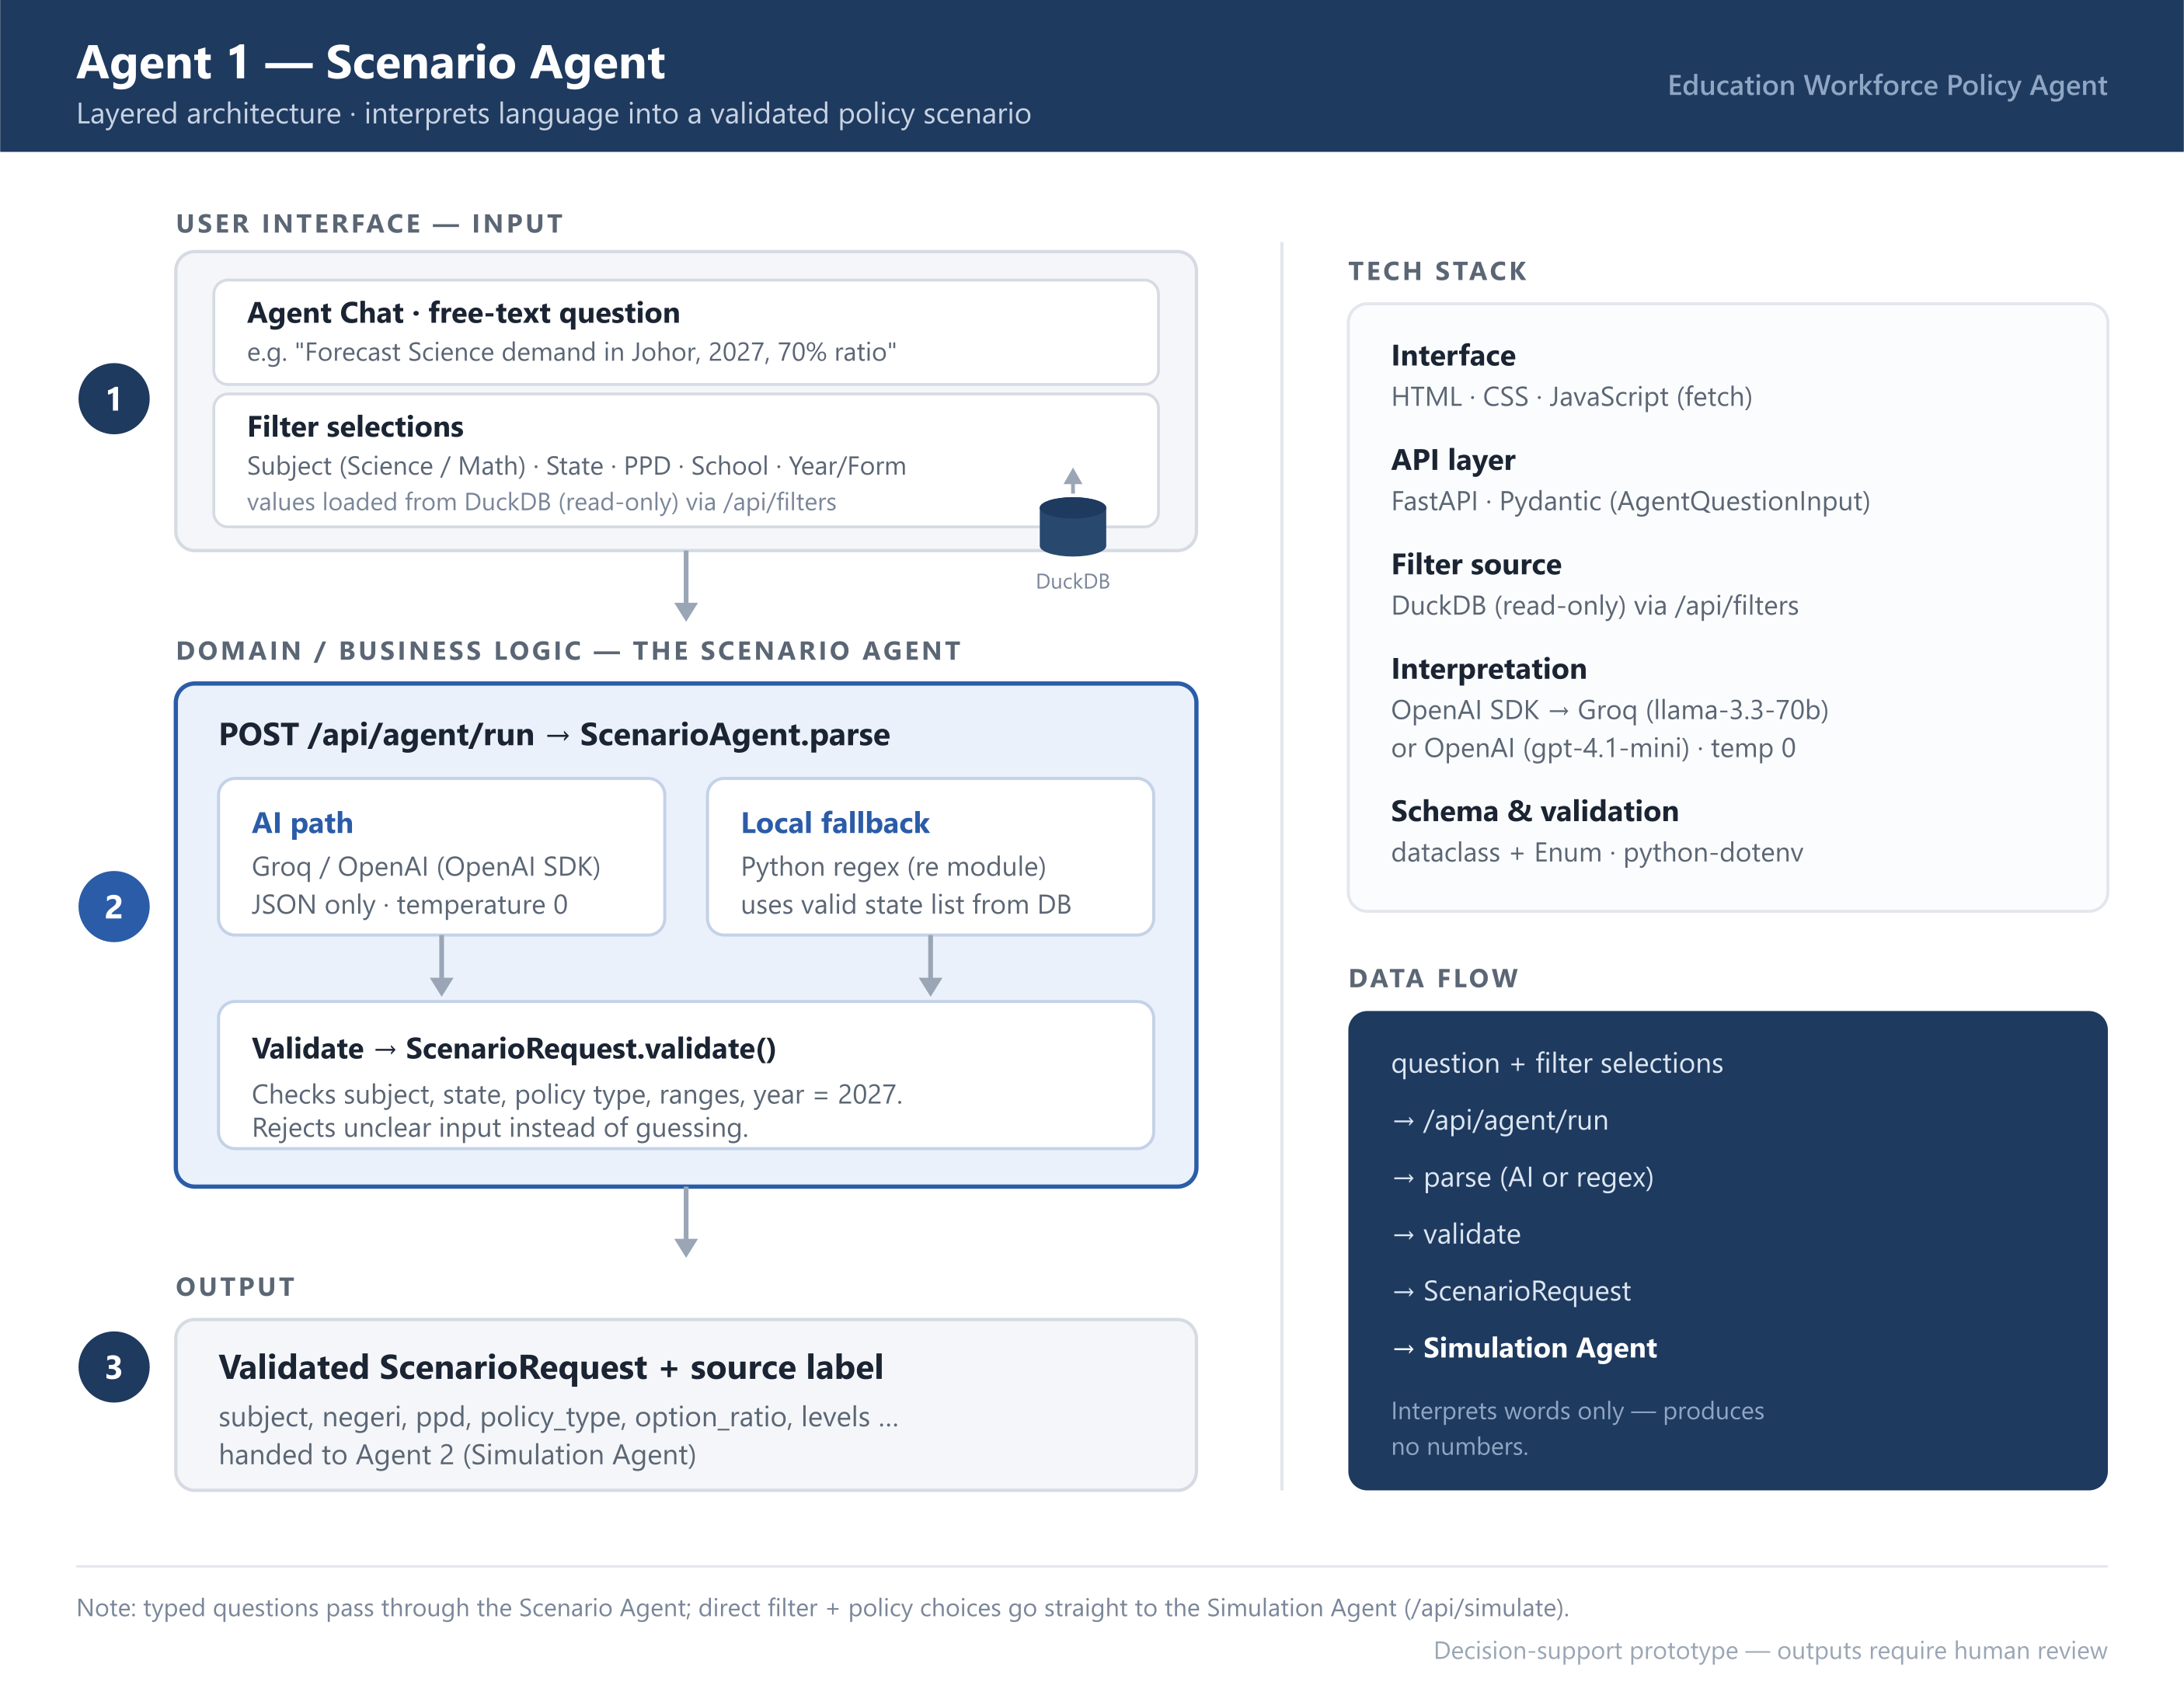 Agent 1 — Scenario Agent
Layered architecture · interprets language into a validated policy scenario
Education Workforce Policy Agent
USER INTERFACE — INPUT
1
Agent Chat · free-text question
e.g. "Forecast Science demand in Johor, 2027, 70% ratio"
Filter selections
Subject (Science / Math) · State · PPD · School · Year/Form
values loaded from DuckDB (read-only) via /api/filters
DuckDB
DOMAIN / BUSINESS LOGIC — THE SCENARIO AGENT
2
POST /api/agent/run → ScenarioAgent.parse
AI path
Groq / OpenAI (OpenAI SDK)
JSON only · temperature 0
Local fallback
Python regex (re module)
uses valid state list from DB
Validate → ScenarioRequest.validate()
Checks subject, state, policy type, ranges, year = 2027.
Rejects unclear input instead of guessing.
OUTPUT
3
Validated ScenarioRequest + source label
subject, negeri, ppd, policy_type, option_ratio, levels ...
handed to Agent 2 (Simulation Agent)
TECH STACK
Interface
HTML · CSS · JavaScript (fetch)
API layer
FastAPI · Pydantic (AgentQuestionInput)
Filter source
DuckDB (read-only) via /api/filters
Interpretation
OpenAI SDK → Groq (llama-3.3-70b)
or OpenAI (gpt-4.1-mini) · temp 0
Schema & validation
dataclass + Enum · python-dotenv
DATA FLOW
question + filter selections
→ /api/agent/run
→ parse (AI or regex)
→ validate
→ ScenarioRequest
→ Simulation Agent
Interprets words only — produces
no numbers.
Note: typed questions pass through the Scenario Agent; direct filter + policy choices go straight to the Simulation Agent (/api/simulate).
Decision-support prototype — outputs require human review